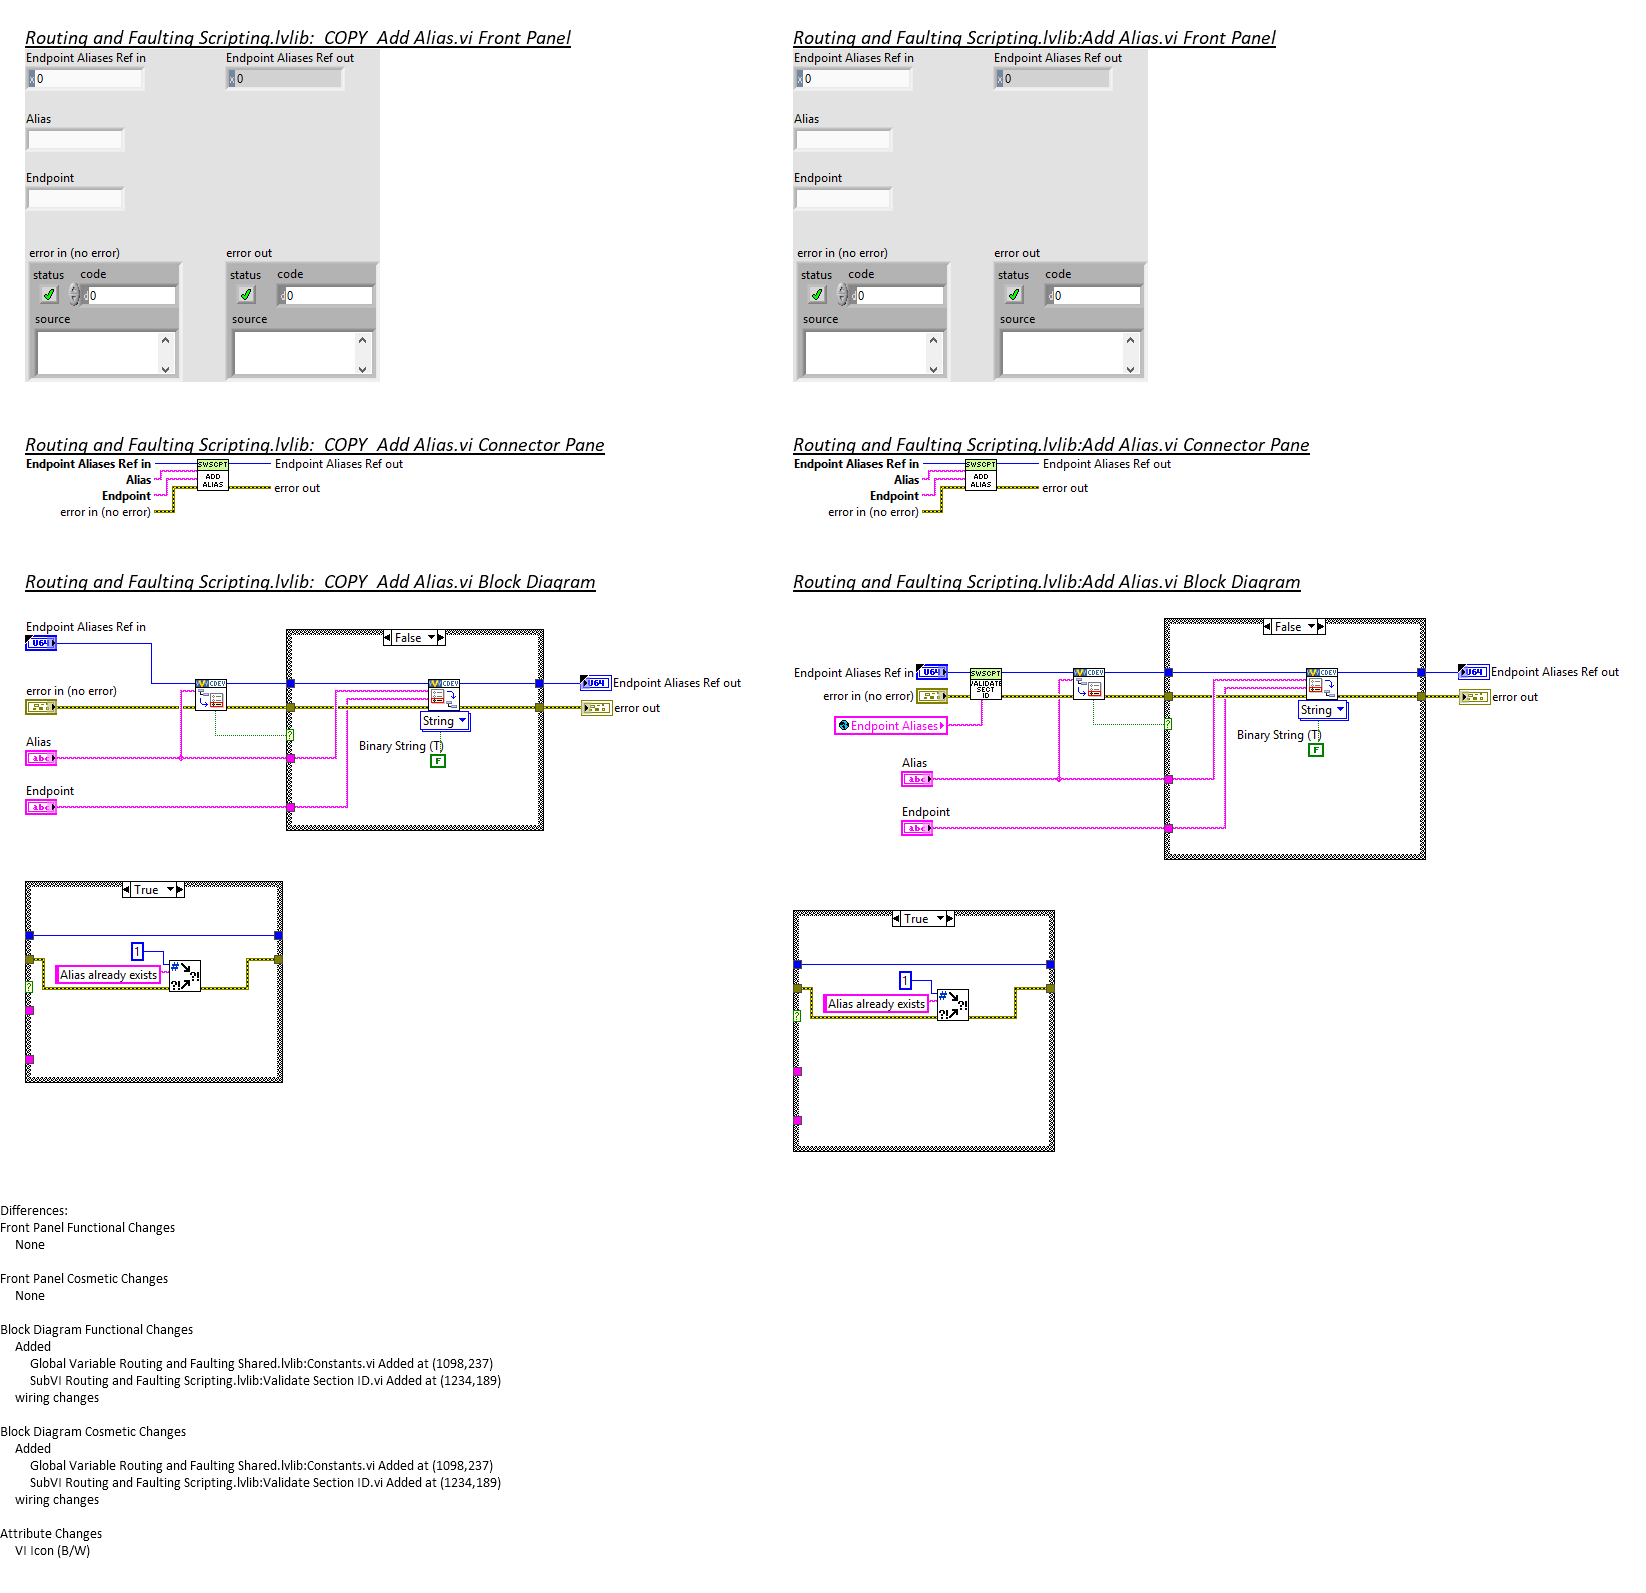 Routing and Faulting Scripting.lvlib:_COPY_Add Alias.vi Front Panel
Endpoint Aliases Ref in
Endpoint Aliases Ref out
x 0
x 0
Alias
Endpoint
error in (no error)
error out
status
code
status
code
d 0
d 0
source
source
Routing and Faulting Scripting.lvlib:Add Alias.vi Front Panel
Endpoint Aliases Ref in
Endpoint Aliases Ref out
x 0
x 0
Alias
Endpoint
error in (no error)
error out
status
code
status
code
d 0
d 0
source
source
Routing and Faulting Scripting.lvlib:_COPY_Add Alias.vi Connector Pane
Endpoint Aliases Ref in
Alias
Endpoint
error in (no error)
SWSCPT
ADD
ALIAS
Endpoint Aliases Ref out
error out
Routing and Faulting Scripting.lvlib:Add Alias.vi Connector Pane
Endpoint Aliases Ref in
Alias
Endpoint
error in (no error)
SWSCPT
ADD
ALIAS
Endpoint Aliases Ref out
error out
Routing and Faulting Scripting.lvlib:_COPY_Add Alias.vi Block Diagram
Endpoint Aliases Ref in
U64
error in (no error)
Alias
abc
Endpoint
abc
CDEV
?
False
CDEV
String
Binary String (T)
F
U64
Endpoint Aliases Ref out
error out
True
1
Alias already exists
#
?!
?!
?
Routing and Faulting Scripting.lvlib:Add Alias.vi Block Diagram
Endpoint Aliases Ref in
U64
error in (no error)
Endpoint Aliases
SWSCPT
VALIDATE
SECT
ID
CDEV
Alias
abc
Endpoint
abc
?
False
CDEV
String
Binary String (T)
F
U64
Endpoint Aliases Ref out
error out
True
1
Alias already exists
#
?!
?!
?
Differences:
Front Panel Functional Changes
None
Front Panel Cosmetic Changes
None
Block Diagram Functional Changes
Added
Global Variable Routing and Faulting Shared.lvlib:Constants.vi Added at (1098,237)
SubVI Routing and Faulting Scripting.lvlib:Validate Section ID.vi Added at (1234,189)
wiring changes
Block Diagram Cosmetic Changes
Added
Global Variable Routing and Faulting Shared.lvlib:Constants.vi Added at (1098,237)
SubVI Routing and Faulting Scripting.lvlib:Validate Section ID.vi Added at (1234,189)
wiring changes
Attribute Changes
VI Icon (B/W)